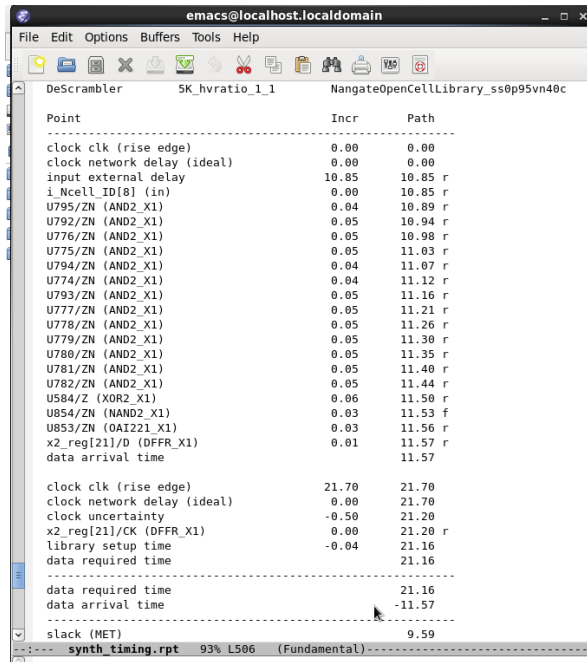 emacs@localhost.localdomain
File Edit Options Buffers Tools Help
DeScrambler 5K_hvratio_1_1 NangateOpenCellLibrary_ss0p95vn40c
Point Incr Path
-----------------------------------------------------------
clock clk (rise edge) 0.00 0.00
clock network delay (ideal) 0.00 0.00
input external delay 10.85 10.85 r
i_Ncell_ID[8] (in) 0.00 10.85 r
U795/ZN (AND2_X1) 0.04 10.89 r
U792/ZN (AND2_X1) 0.05 10.94 r
U776/ZN (AND2_X1) 0.05 10.98 r
U775/ZN (AND2_X1) 0.05 11.03 r
U794/ZN (AND2_X1) 0.04 11.07 r
U774/ZN (AND2_X1) 0.04 11.12 r
U793/ZN (AND2_X1) 0.05 11.16 r
U777/ZN (AND2_X1) 0.05 11.21 r
U778/ZN (AND2_X1) 0.05 11.26 r
U779/ZN (AND2_X1) 0.05 11.30 r
U780/ZN (AND2_X1) 0.05 11.35 r
U781/ZN (AND2_X1) 0.05 11.40 r
U782/ZN (AND2_X1) 0.05 11.44 r
U584/Z (XOR2_X1) 0.06 11.50 r
U854/ZN (NAND2_X1) 0.03 11.53 f
U853/ZN (OAI221_X1) 0.03 11.56 r
x2_reg[21]/D (DFFR_X1) 0.01 11.57 r
data arrival time 11.57
clock clk (rise edge) 21.70 21.70
clock network delay (ideal) 0.00 21.70
clock uncertainty -0.50 21.20
x2_reg[21]/CK (DFFR_X1) 0.00 21.20 r
library setup time -0.04 21.16
data required time 21.16
-----------------------------------------------------------
data required time 21.16
data arrival time -11.57
-----------------------------------------------------------
slack (MET) 9.59
--:--- synth_timing.rpt 93% L506 (Fundamental)--------------------------------